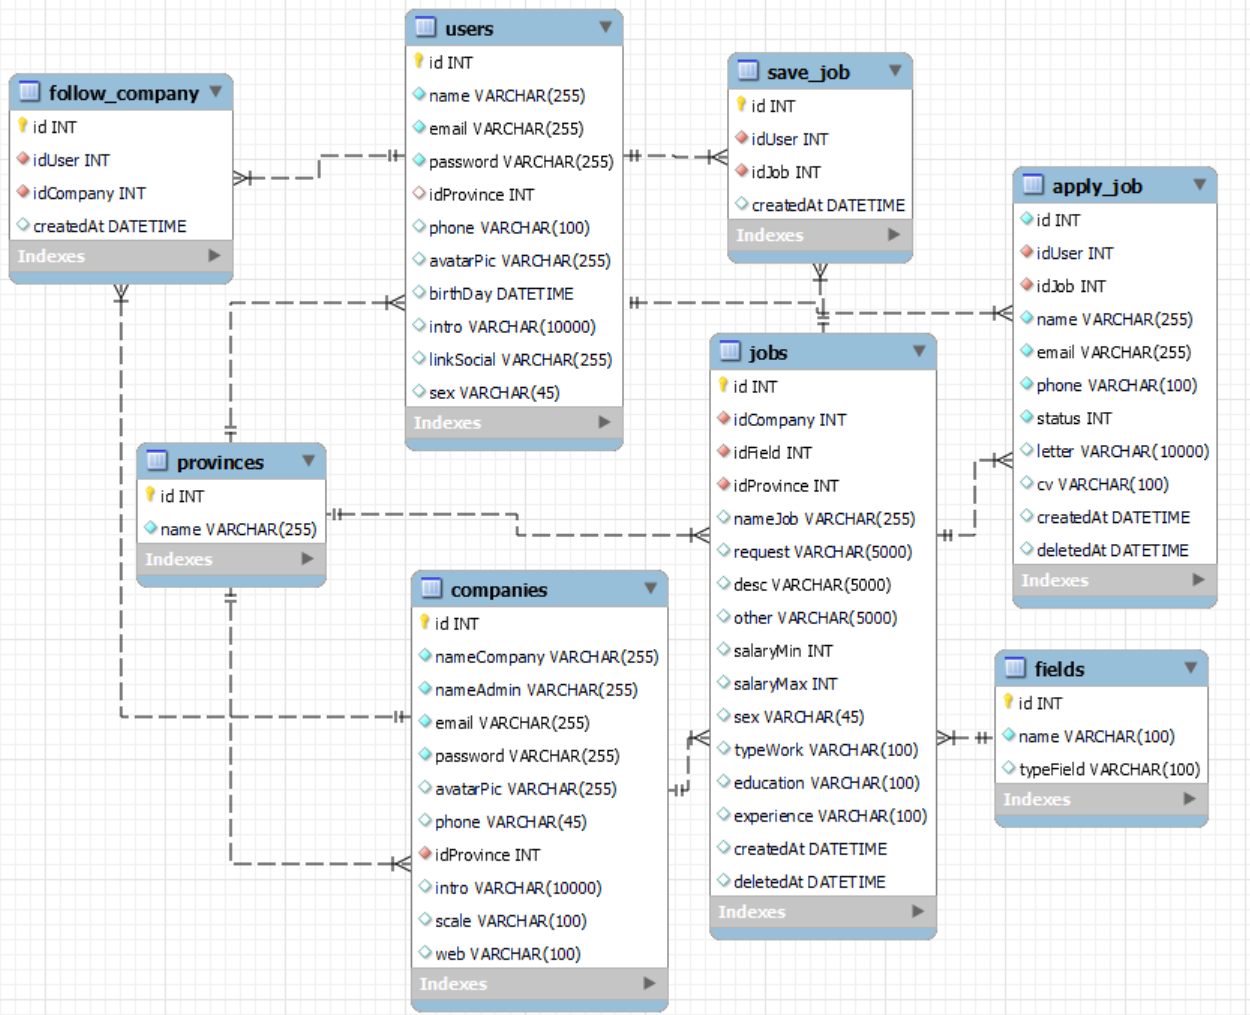 users
id INT
name VARCHAR(255)
email VARCHAR(255)
password VARCHAR(255)
idProvince INT
phone VARCHAR(100)
avatarPic VARCHAR(255)
birthDay DATETIME
intro VARCHAR(10000)
linkSocial VARCHAR(255)
sex VARCHAR(45)
Indexes
follow_company
id INT
idUser INT
idCompany INT
createdAt DATETIME
Indexes
save_job
id INT
idUser INT
idJob INT
createdAt DATETIME
Indexes
apply_job
id INT
idUser INT
idJob INT
name VARCHAR(255)
email VARCHAR(255)
phone VARCHAR(100)
status INT
letter VARCHAR(10000)
cv VARCHAR(100)
createdAt DATETIME
deletedAt DATETIME
Indexes
jobs
id INT
idCompany INT
idField INT
idProvince INT
nameJob VARCHAR(255)
request VARCHAR(5000)
desc VARCHAR(5000)
other VARCHAR(5000)
salaryMin INT
salaryMax INT
sex VARCHAR(45)
typeWork VARCHAR(100)
education VARCHAR(100)
experience VARCHAR(100)
createdAt DATETIME
deletedAt DATETIME
Indexes
provinces
id INT
name VARCHAR(255)
Indexes
companies
id INT
nameCompany VARCHAR(255)
nameAdmin VARCHAR(255)
email VARCHAR(255)
password VARCHAR(255)
avatarPic VARCHAR(255)
phone VARCHAR(45)
idProvince INT
intro VARCHAR(10000)
scale VARCHAR(100)
web VARCHAR(100)
Indexes
fields
id INT
name VARCHAR(100)
typeField VARCHAR(100)
Indexes